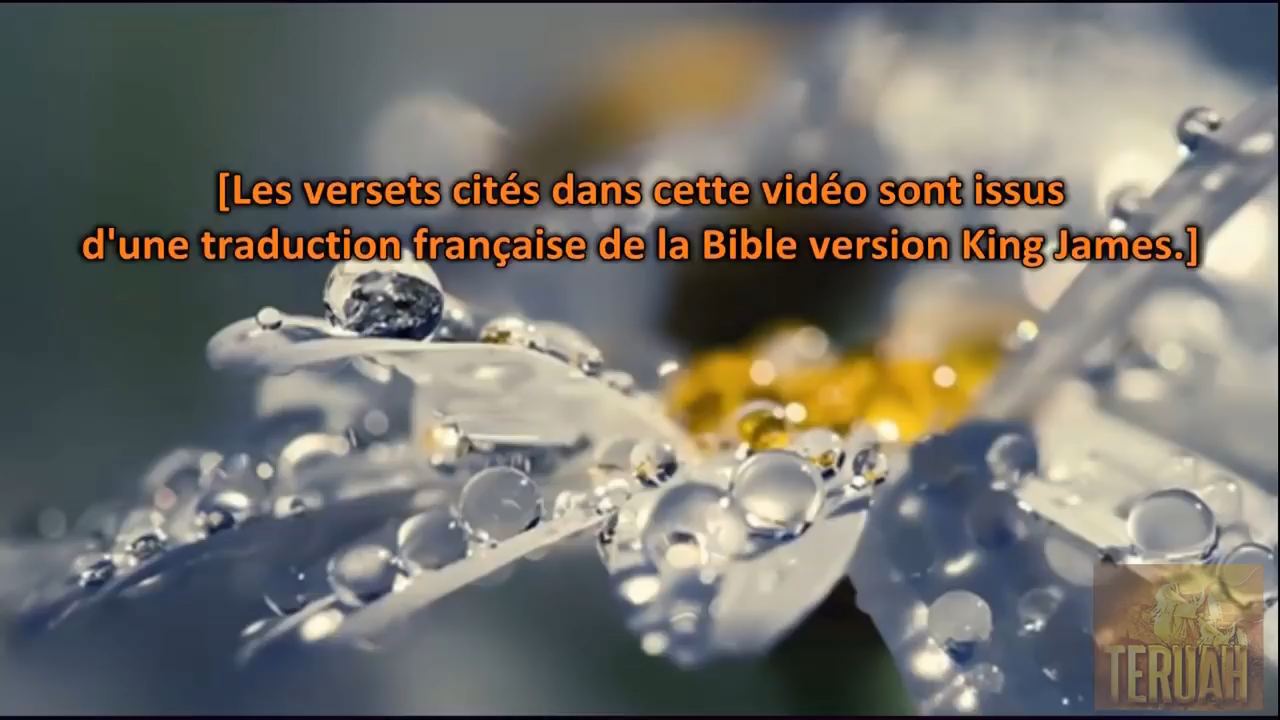 [Les versets cités dans cette vidéo sont issus
d'une traduction française de la Bible version King James.]
TERUAH